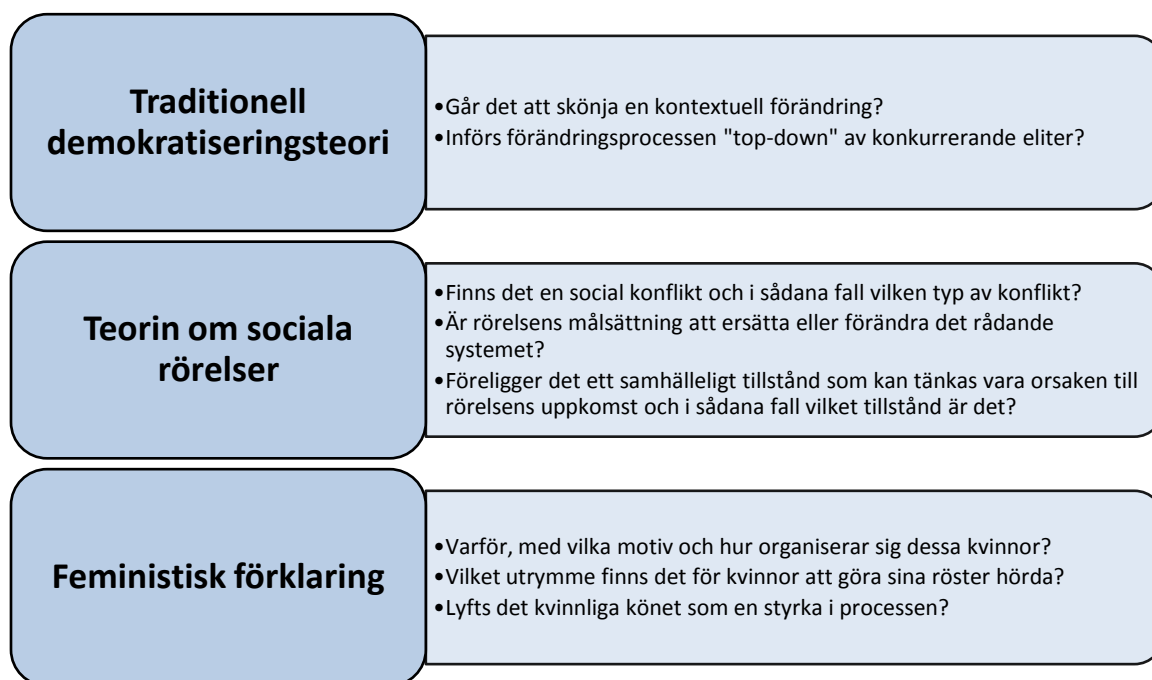 Traditionell
demokratiseringsteori
•Går det att skönja en kontextuell förändring?
•Införs förändringsprocessen "top-down" av konkurrerande eliter?
Teorin om sociala
rörelser
•Finns det en social konflikt och i sådana fall vilken typ av konflikt?
•Är rörelsens målsättning att ersätta eller förändra det rådande
systemet?
•Föreligger det ett samhälleligt tillstånd som kan tänkas vara orsaken till
rörelsens uppkomst och i sådana fall vilket tillstånd är det?
Feministisk förklaring
•Varför, med vilka motiv och hur organiserar sig dessa kvinnor?
•Vilket utrymme finns det för kvinnor att göra sina röster hörda?
•Lyfts det kvinnliga könet som en styrka i processen?